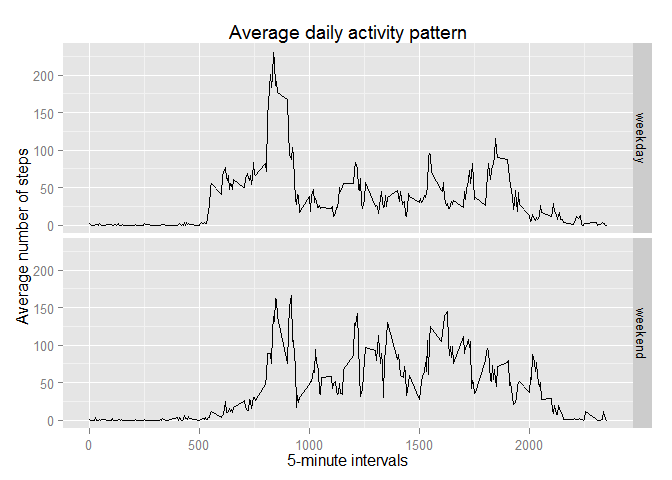 Average daily activity pattern
Average number of steps
200
150
100
50
0
weekday
200
150
100
50
0
weekend
0 500 1000 1500 2000
5-minute intervals